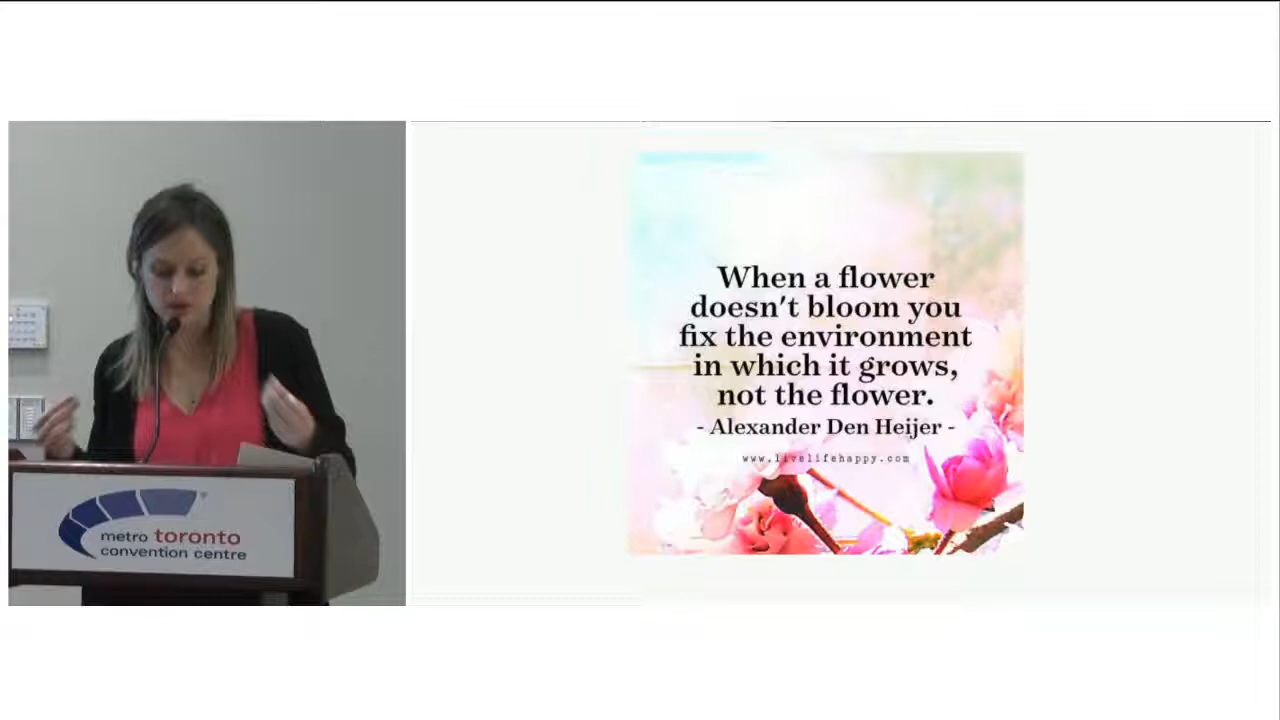 metro toronto
convention centre
When a flower
doesn't bloom you
fix the environment
in which it grows,
not the flower.
- Alexander Den Heijer -
www.livelifehappy.com